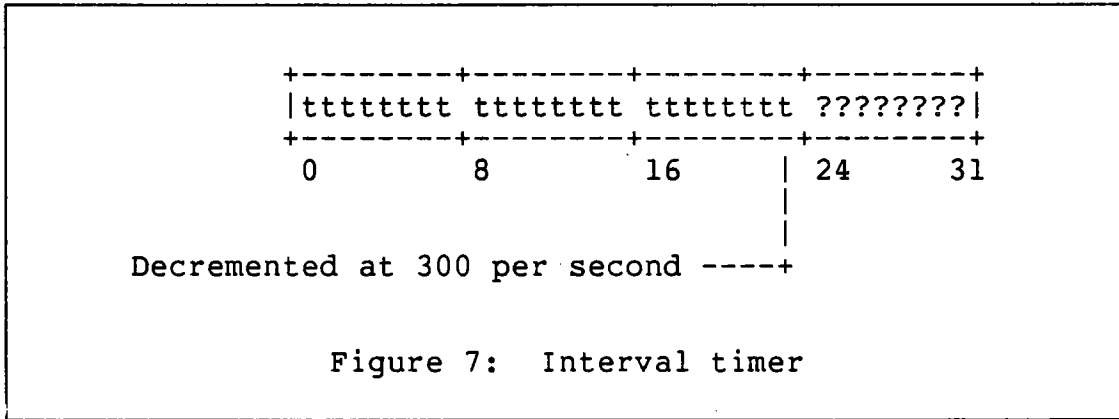 +--------+--------+--------+--------+
|tttttttt tttttttt tttttttt ????????|
+--------+--------+--------+--------+
0 8 16 | 24 31
|
|
Decremented at 300 per second ----+
Figure 7: Interval timer